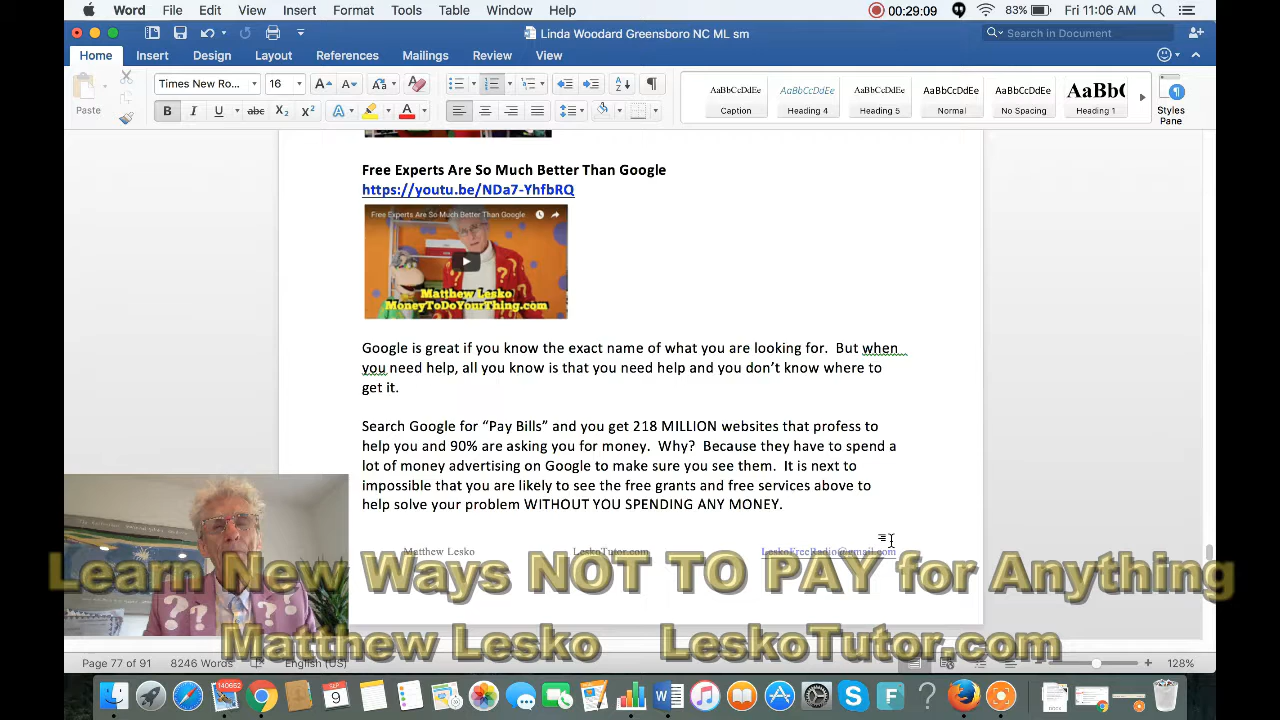 Word File Edit View Insert Format Tools Table Window Help 00:29:09 83% Fri 11:06 AM
Linda Woodard Greensboro NC ML sm
Search in Document
Home Insert Design Layout References Mailings Review View
Paste
Times New Ro... 16
AaBbCcDdEe AaBbCcDdEe AaBbCcDdEe AaBbCcDdEe AaBbCcDdEe AaBbC
Caption Heading 4 Heading 5 Normal No Spacing Heading 1
Styles
Pane
Free Experts Are So Much Better Than Google
https://youtu.be/NDa7-YhfbRQ
Free Experts Are So Much Better Than Google
Matthew Lesko
MoneyToDoYourThing.com
Google is great if you know the exact name of what you are looking for. But when
you need help, all you know is that you need help and you don’t know where to
get it.
Search Google for “Pay Bills” and you get 218 MILLION websites that profess to
help you and 90% are asking you for money. Why? Because they have to spend a
lot of money advertising on Google to make sure you see them. It is next to
impossible that you are likely to see the free grants and free services above to
help solve your problem WITHOUT YOU SPENDING ANY MONEY.
Matthew Lesko LeskoTutor.com LeskoFreeRadio@gmail.com
Learn New Ways NOT TO PAY for Anything
Matthew Lesko LeskoTutor.com
Page 77 of 91 8246 Words English (US) 128%
140662
SEP
9